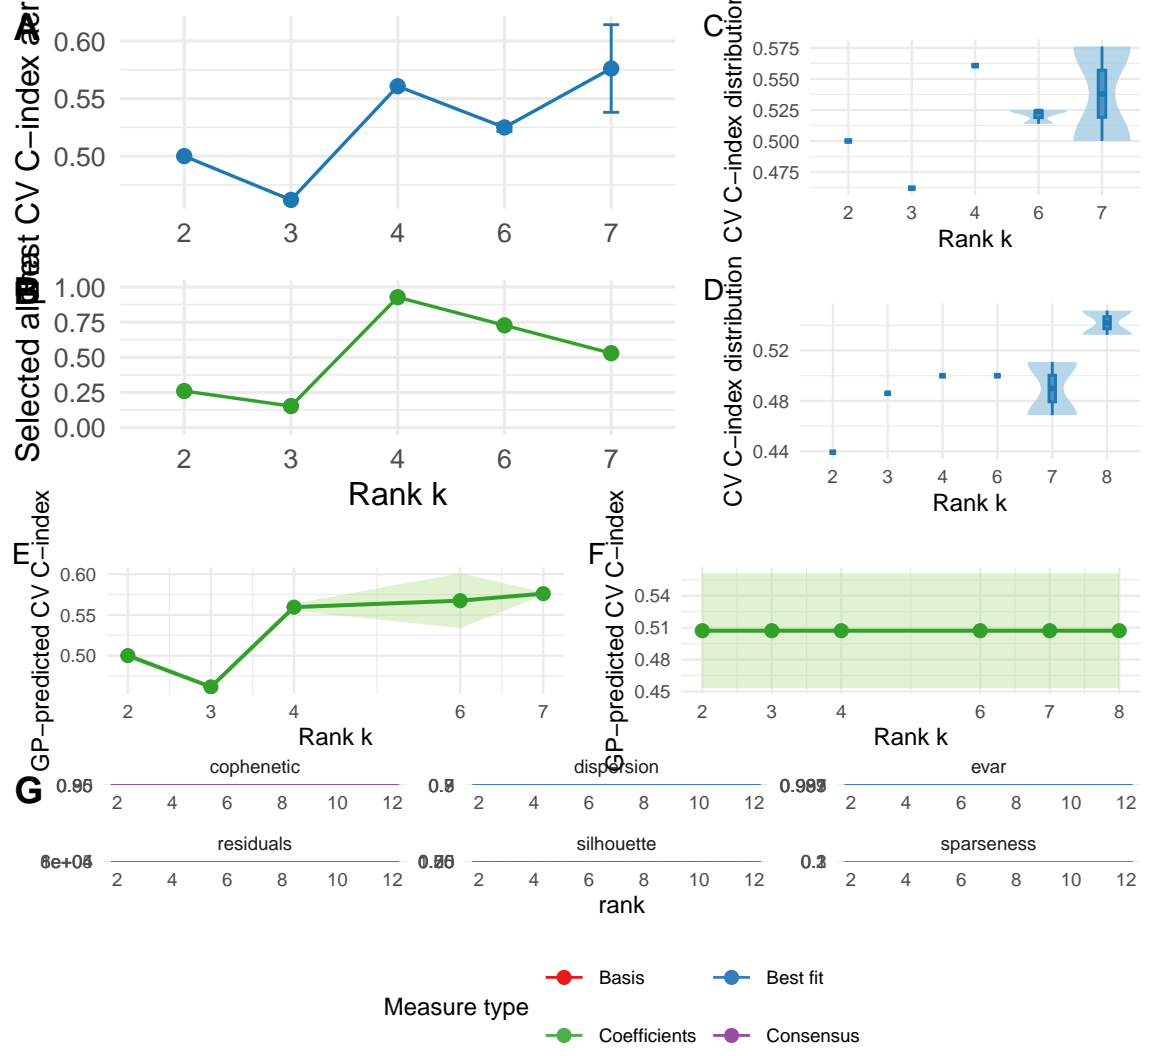 A
0.60
0.55
0.50
2 3 4 6 7
B
1.00
0.75
0.50
0.25
0.00
2 3 4 6 7
Rank k
C
CV C−index distribution
0.575
0.550
0.525
0.500
0.475
2 3 4 6 7
Rank k
D
CV C−index distribution
0.52
0.48
0.44
2 3 4 6 7 8
Rank k
E
GP−predicted CV C−index
0.60
0.55
0.50
2 3 4 6 7
Rank k
F
GP−predicted CV C−index
0.54
0.51
0.48
0.45
2 3 4 6 7 8
Rank k
G
cophenetic dispersion evar
2 4 6 8 10 12 2 4 6 8 10 12 2 4 6 8 10 12
residuals silhouette sparseness
2 4 6 8 10 12 2 4 6 8 10 12 2 4 6 8 10 12
rank
Measure type
Basis Best fit
Coefficients Consensus